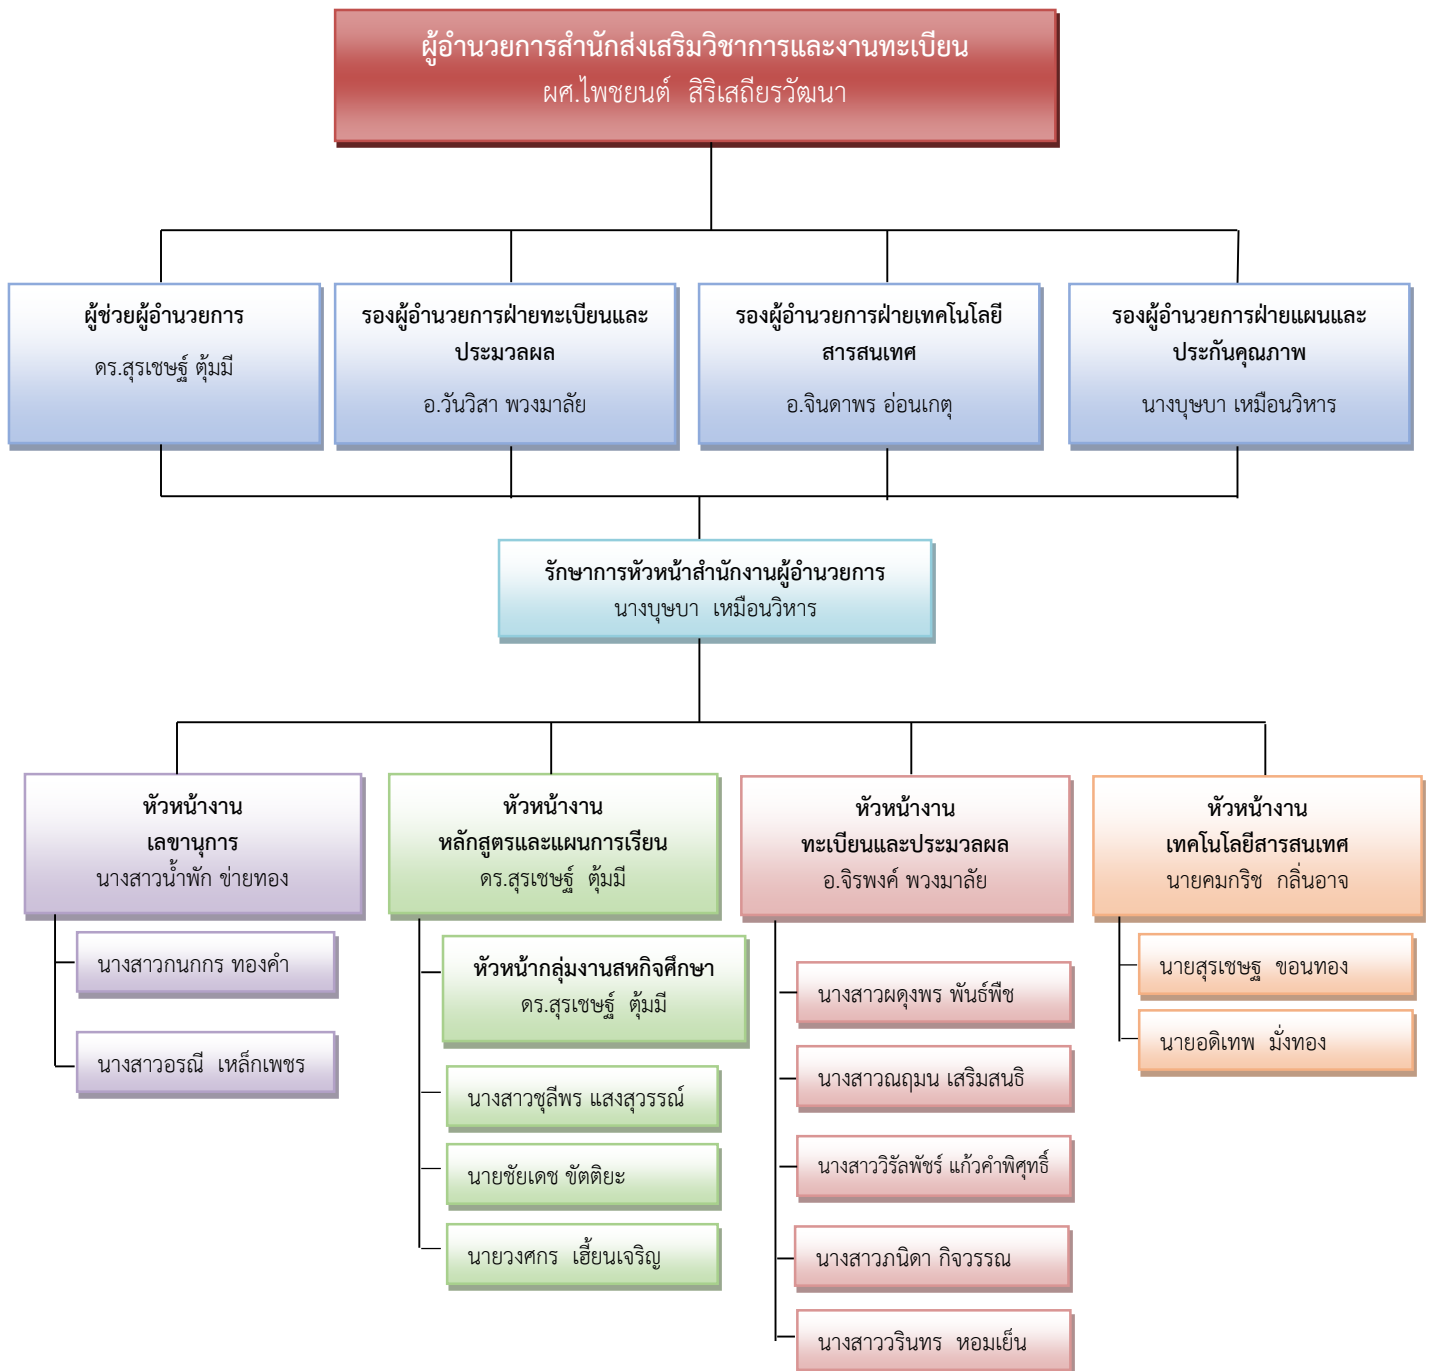 ผู้อำนวยการสำนักส่งเสริมวิชาการและงานทะเบียน
ผศ.ไพชยนต์ สิริเสถียรวัฒนา
ผู้ช่วยผู้อำนวยการ
ดร.สุรเชษฐ์ ตุ้มมี
รองผู้อำนวยการฝ่ายทะเบียนและ
ประมวลผล
อ.วันวิสา พวงมาลัย
รองผู้อำนวยการฝ่ายเทคโนโลยี
สารสนเทศ
อ.จินดาพร อ่อนเกตุ
รองผู้อำนวยการฝ่ายแผนและ
ประกันคุณภาพ
นางบุษบา เหมือนวิหาร
รักษาการหัวหน้าสำนักงานผู้อำนวยการ
นางบุษบา เหมือนวิหาร
หัวหน้างาน
เลขานุการ
นางสาวน้ำพัก ข่ายทอง
นางสาวกนกกร ทองคำ
นางสาวอรณี เหล็กเพชร
หัวหน้างาน
หลักสูตรและแผนการเรียน
ดร.สุรเชษฐ์ ตุ้มมี
หัวหน้ากลุ่มงานสหกิจศึกษา
ดร.สุรเชษฐ์ ตุ้มมี
นางสาวชุลีพร แสงสุวรรณ์
นายชัยเดช ขัตติยะ
นายวงศกร เฮี้ยนเจริญ
หัวหน้างาน
ทะเบียนและประมวลผล
อ.จิรพงค์ พวงมาลัย
นางสาวผดุงพร พันธ์พืช
นางสาวณฤมน เสริมสนธิ
นางสาววิรัลพัชร์ แก้วคำพิศุทธิ์
นางสาวภนิดา กิจวรรณ
นางสาววรินทร หอมเย็น
หัวหน้างาน
เทคโนโลยีสารสนเทศ
นายคมกริช กลิ่นอาจ
นายสุรเชษฐ ขอนทอง
นายอดิเทพ มั่งทอง